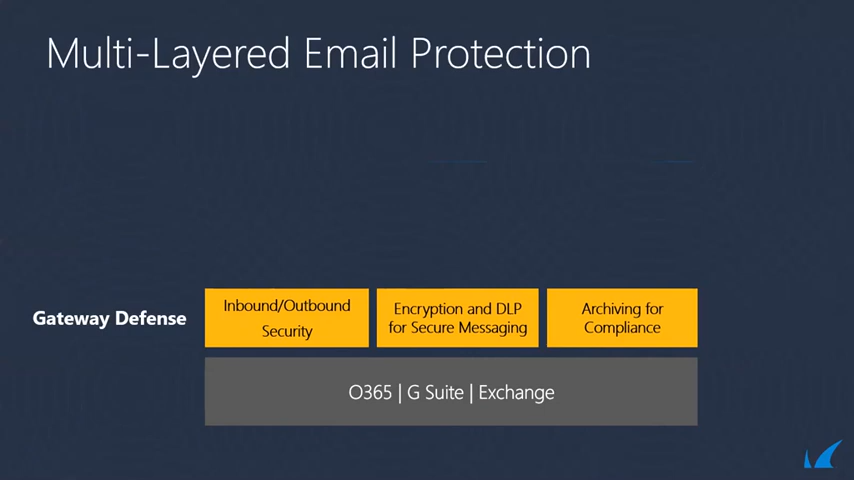 Multi-Layered Email Protection
Gateway Defense
Inbound/Outbound
Security
Encryption and DLP
for Secure Messaging
Archiving for
Compliance
O365 | G Suite | Exchange